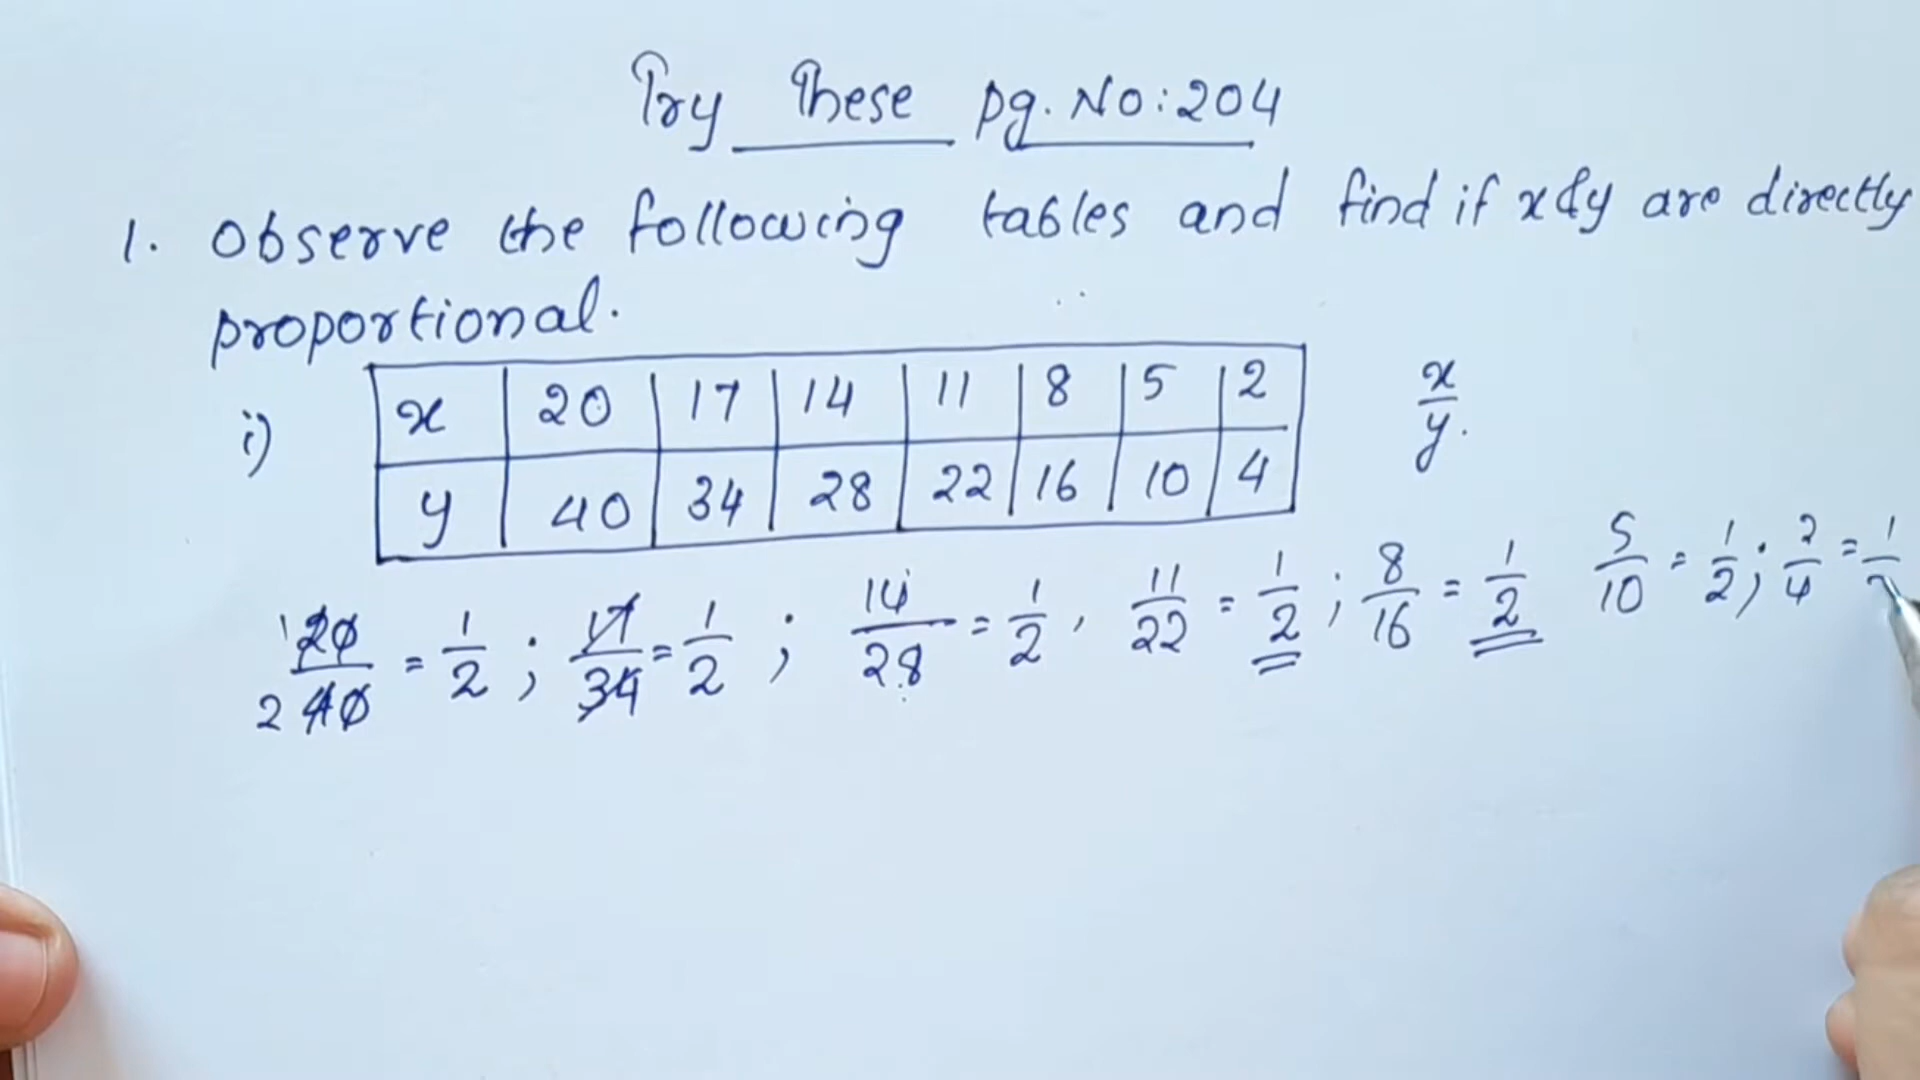 Try These pg. No: 204
1. Observe the following tables and find if x & y are directly
proportional.
i) x 20 17 14 11 8 5 2
y 40 34 28 22 16 10 4
x/y.
1 20/2 40 = 1/2 ; 17/34 = 1/2 ; 14/28 = 1/2 , 11/22 = 1/2 ; 8/16 = 1/2 5/10 = 1/2 ; 2/4 = 1/2